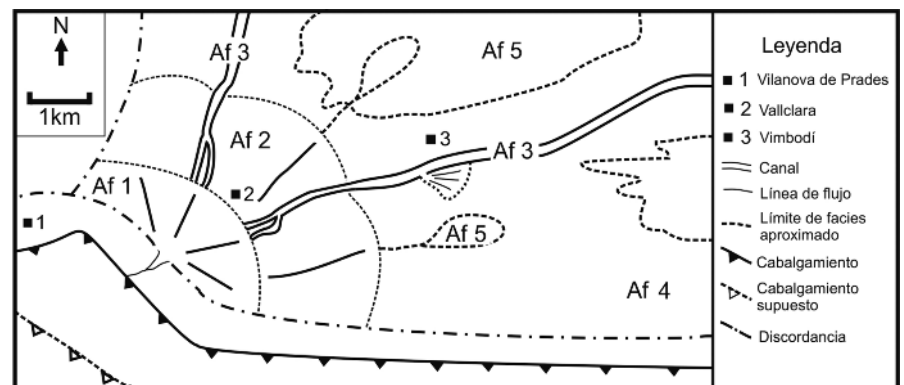 N
1km
Af 3
Af 5
Af 2
3
Af 3
Af 1
2
1
Af 5
Af 4
Leyenda
1 Vilanova de Prades
2 Vallclara
3 Vimbodí
Canal
Línea de flujo
Límite de facies
aproximado
Cabalgamiento
Cabalgamiento
supuesto
Discordancia